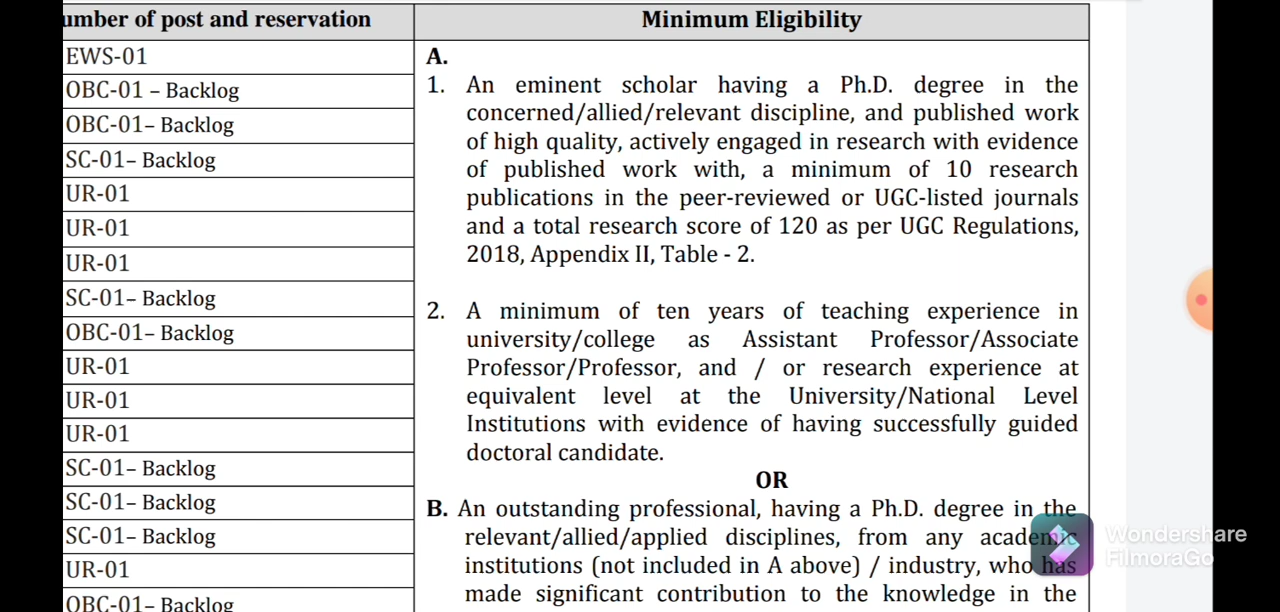 umber of post and reservation
Minimum Eligibility
EWS-01
OBC-01 – Backlog
OBC-01– Backlog
SC-01– Backlog
UR-01
UR-01
UR-01
SC-01– Backlog
OBC-01– Backlog
UR-01
UR-01
UR-01
SC-01– Backlog
SC-01– Backlog
SC-01– Backlog
UR-01
OBC-01– Backlog
A.
1. An eminent scholar having a Ph.D. degree in the
concerned/allied/relevant discipline, and published work
of high quality, actively engaged in research with evidence
of published work with, a minimum of 10 research
publications in the peer-reviewed or UGC-listed journals
and a total research score of 120 as per UGC Regulations,
2018, Appendix II, Table - 2.
2. A minimum of ten years of teaching experience in
university/college as Assistant Professor/Associate
Professor/Professor, and / or research experience at
equivalent level at the University/National Level
Institutions with evidence of having successfully guided
doctoral candidate.
OR
B. An outstanding professional, having a Ph.D. degree in the
relevant/allied/applied disciplines, from any academic
institutions (not included in A above) / industry, who has
made significant contribution to the knowledge in the
Wondershare
FilmoraGo